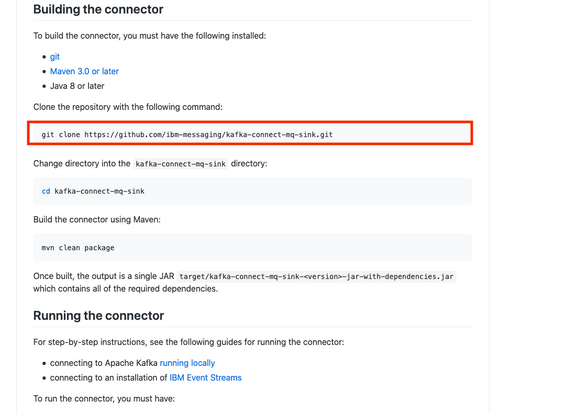 Building the connector
To build the connector, you must have the following installed:
git
Maven 3.0 or later
Java 8 or later
Clone the repository with the following command:
git clone https://github.com/ibm-messaging/kafka-connect-mq-sink.git
Change directory into the kafka-connect-mq-sink directory:
cd kafka-connect-mq-sink
Build the connector using Maven:
mvn clean package
Once built, the output is a single JAR target/kafka-connect-mq-sink-<version>-jar-with-dependencies.jar
which contains all of the required dependencies.
Running the connector
For step-by-step instructions, see the following guides for running the connector:
connecting to Apache Kafka running locally
connecting to an installation of IBM Event Streams
To run the connector, you must have: